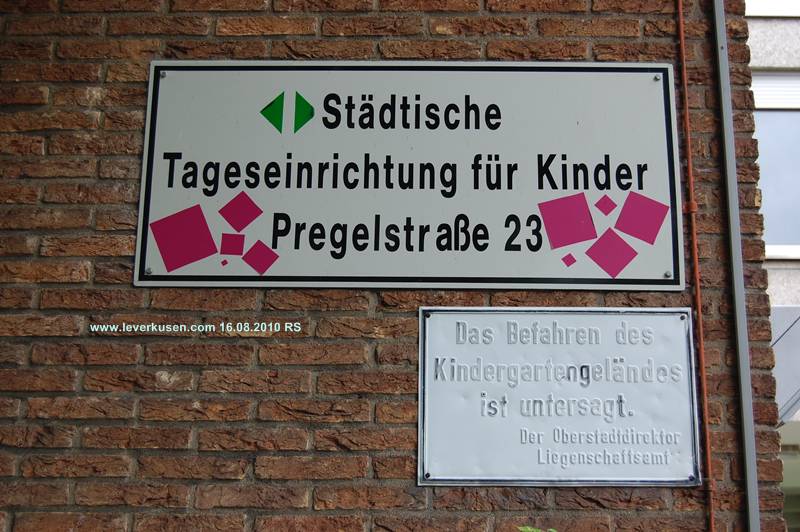 Städtische
Tageseinrichtung für Kinder
Pregelstraße 23
www.leverkusen.com 16.08.2010 RS
Das Befahren des
Kindergartengeländes
ist untersagt.
Der Oberstadtdirektor
Liegenschaftsamt